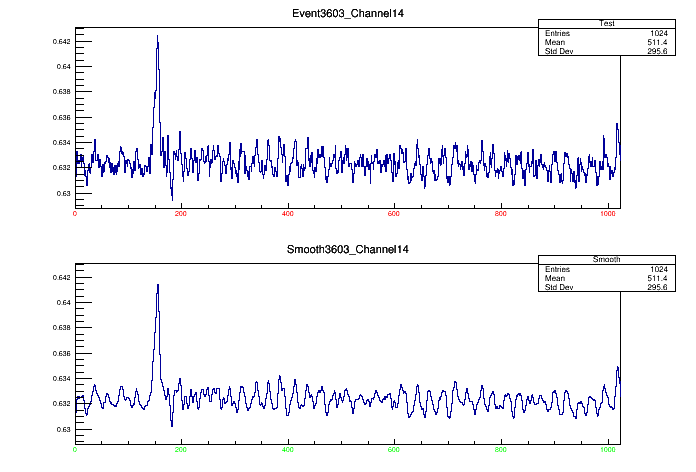 Event3603_Channel14
Test
Entries 1024
Mean 511.4
Std Dev 295.6
0.642
0.64
0.638
0.636
0.634
0.632
0.63
0 200 400 600 800 1000
Smooth3603_Channel14
Smooth
Entries 1024
Mean 511.4
Std Dev 295.6
0.642
0.64
0.638
0.636
0.634
0.632
0.63
0 200 400 600 800 1000